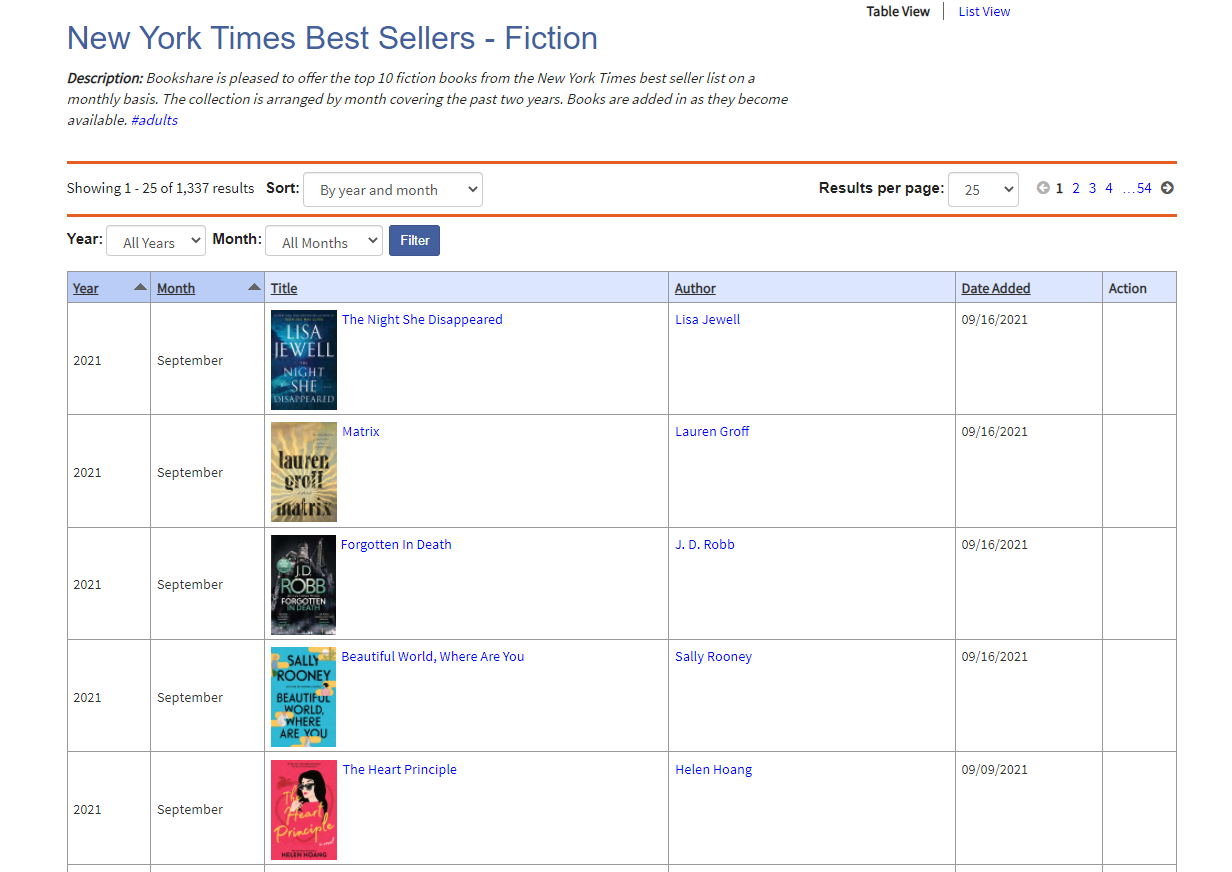 Table View | List View
New York Times Best Sellers - Fiction
Description: Bookshare is pleased to offer the top 10 fiction books from the New York Times best seller list on a
monthly basis. The collection is arranged by month covering the past two years. Books are added in as they become
available. #adults
Showing 1 - 25 of 1,337 results Sort: By year and month Results per page: 25 1 2 3 4 ...54
Year: All Years Month: All Months Filter
Year Month Title Author Date Added Action
2021 September The Night She Disappeared Lisa Jewell 09/16/2021
LISA
JEWELL
THE
NIGHT
SHE
DISAPPEARED
2021 September Matrix Lauren Groff 09/16/2021
lauren
groff
matrix
2021 September Forgotten In Death J. D. Robb 09/16/2021
J.D.
ROBB
FORGOTTEN
IN DEATH
2021 September Beautiful World, Where Are You Sally Rooney 09/16/2021
SALLY
ROONEY
BEAUTIFUL
WORLD,
WHERE
ARE YOU
2021 September The Heart Principle Helen Hoang 09/09/2021
The
Heart
Principle
a novel
HELEN HOANG